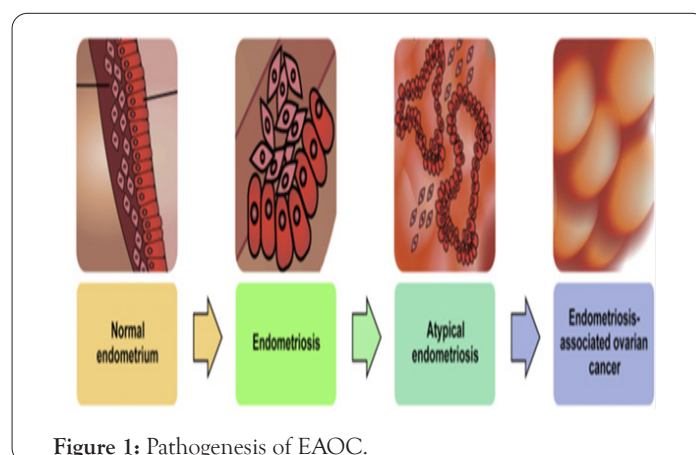 Normal
endometrium
Endometriosis
Atypical
endometriosis
Endometriosis-
associated ovarian
cancer
Figure 1: Pathogenesis of EAOC.